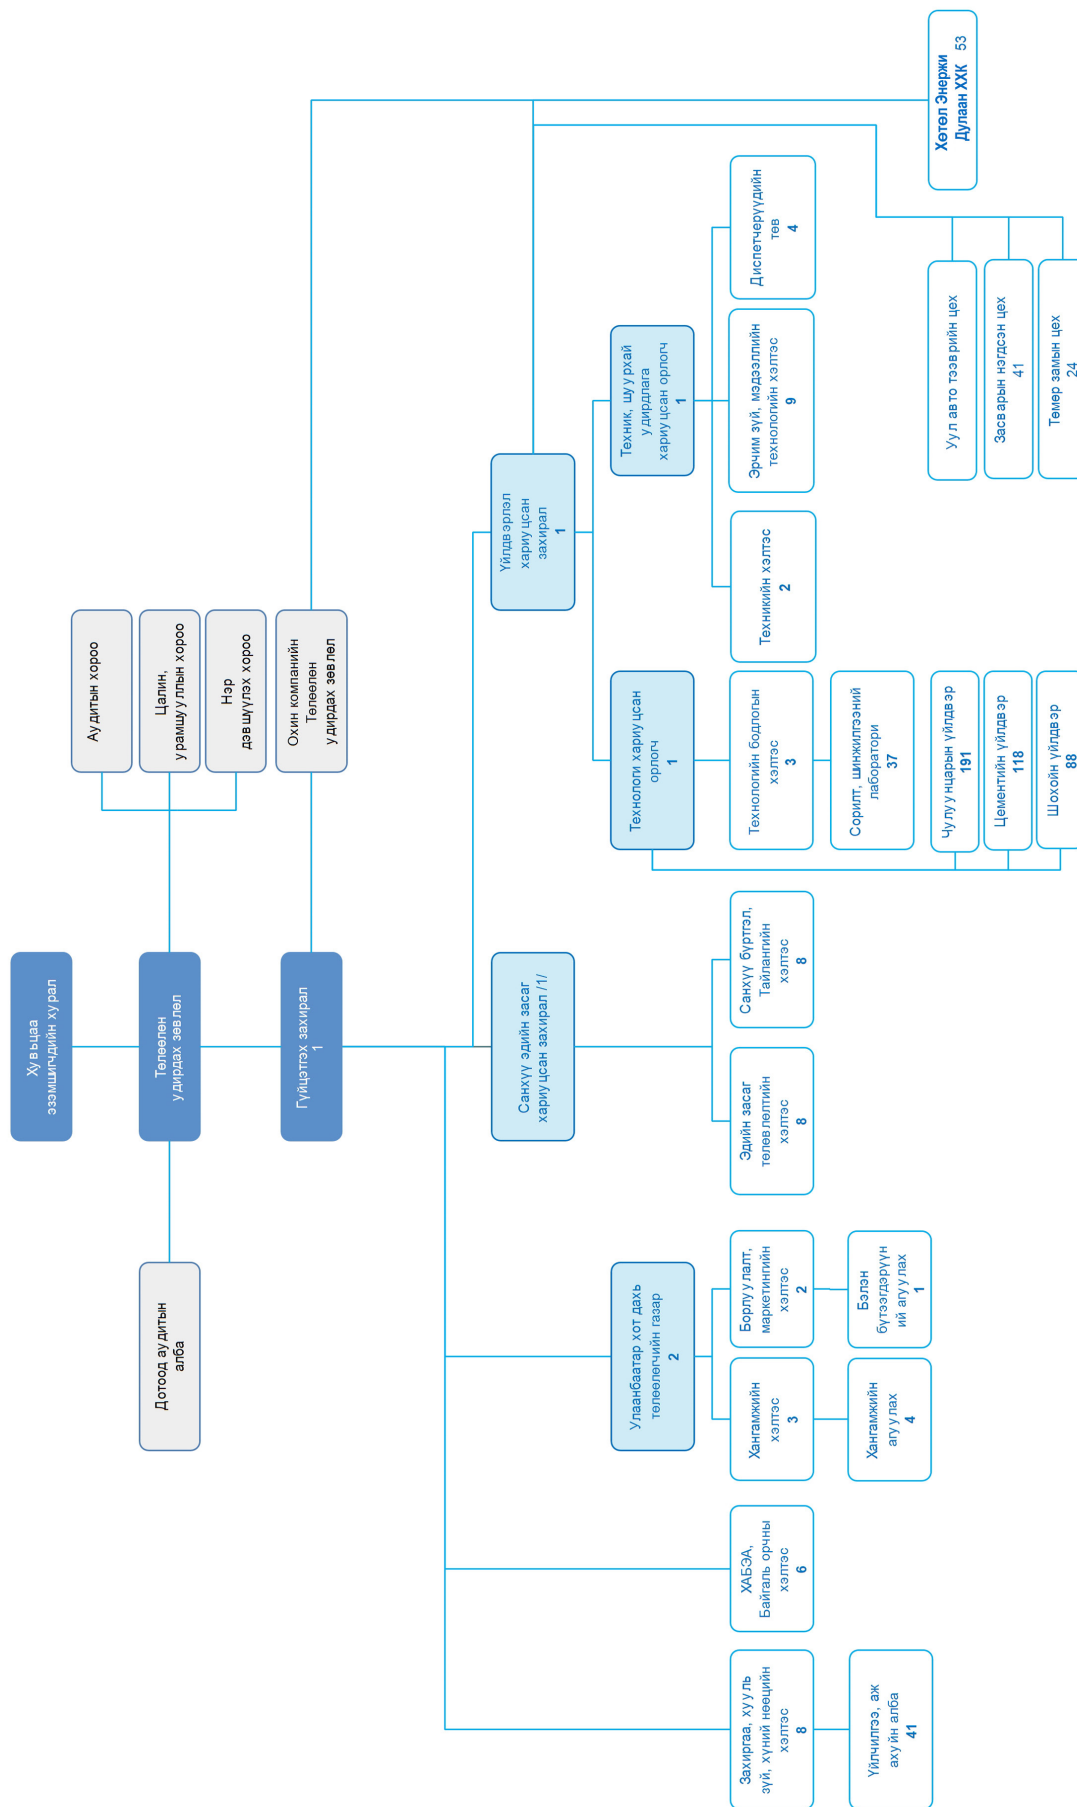 Хувьцаа
эзэмшигчдийн хурал
Дотоод аудитын
алба
Төлөөлөн
удирдах зөвлөл
Аудитын хороо
Цалин,
урамшууллын хороо
Нэр
дэвшүүлэх хороо
Гүйцэтгэх захирал
1
Охин компанийн
Төлөөлөн
удирдах зөвлөл
Санхүү эдийн засаг
хариуцсан захирал /1/
Үйлдвэрлэл
хариуцсан
захирал
1
Улаанбаатар хот дахь
төлөөлөгчийн газар
2
Технологи хариуцсан
орлогч
1
Техник, шуурхай
удирдлага
хариуцсан орлогч
1
Захиргаа, хууль
зүй, хүний нөөцийн
хэлтэс
8
ХАБЭА,
Байгаль орчны
хэлтэс
6
Хангамжийн
хэлтэс
3
Борлуулалт,
маркетингийн
хэлтэс
2
Эдийн засаг
төлөвлөлтийн
хэлтэс
8
Санхүү бүртгэл,
Тайлангийн
хэлтэс
8
Технологийн бодлогын
хэлтэс
3
Техникийн хэлтэс
2
Эрчим зүй, мэдээллийн
технологийн хэлтэс
9
Диспетчерүүдийн
төв
4
Үйлчилгээ, аж
ахуйн алба
41
Хангамжийн
агуулах
4
Бэлэн
бүтээгдэрүүн
ий агуулах
1
Сорилт, шинжилгээний
лаборатори
37
Чулуунцарын үйлдвэр
191
Цементийн үйлдвэр
118
Шохойн үйлдвэр
88
Уул авто тээврийн цех
Засварын нэгдсэн цех
41
Төмөр замын цех
24
Хөтөл Энержи
Дулаан ХХК 53